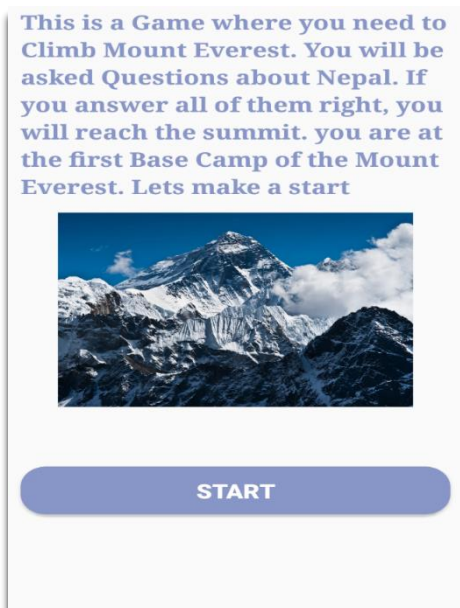 This is a Game where you need to
Climb Mount Everest. You will be
asked Questions about Nepal. If
you answer all of them right, you
will reach the summit. you are at
the first Base Camp of the Mount
Everest. Lets make a start
START